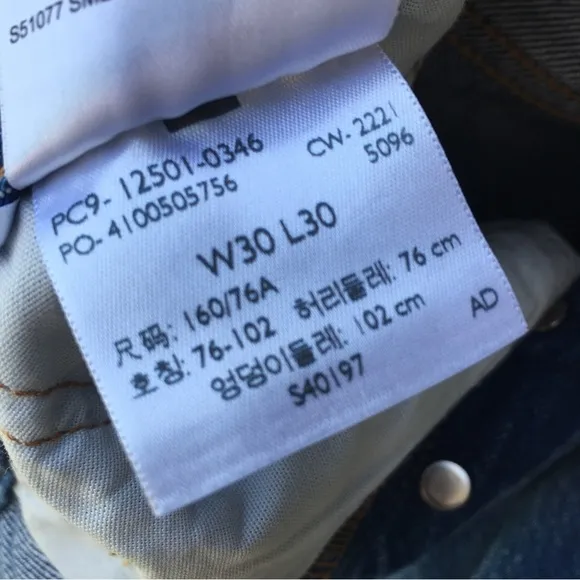 S51077
PC9- 12501-0346 CW- 2221
PO- 4100505756 5096
W30 L30
尺码: 160/76A
호칭: 76-102 허리둘레: 76 cm
엉덩이둘레: 102 cm AD
S40197